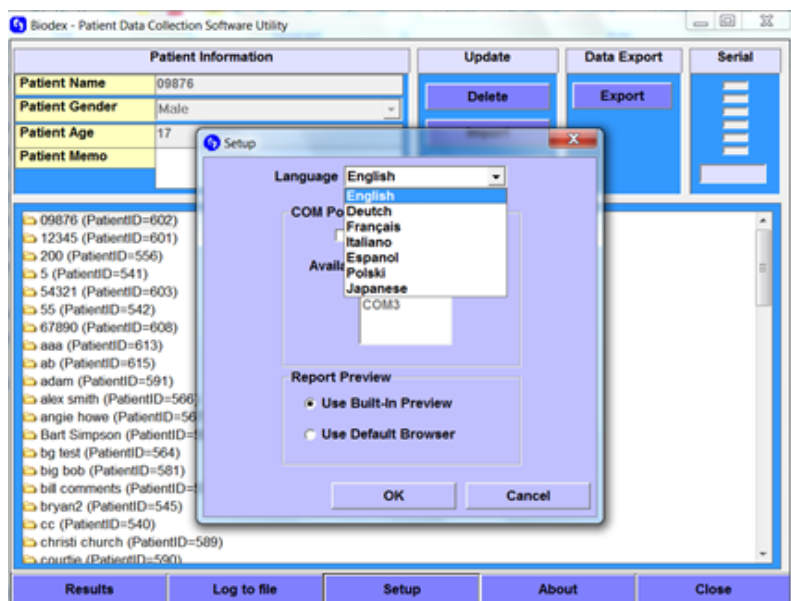 Biodex - Patient Data Collection Software Utility
Patient Information
Update
Data Export
Serial
Patient Name 09876
Patient Gender Male
Patient Age 17
Patient Memo
Delete
Export
Setup
Language English
English
Deutch
Français
Italiano
Espanol
Polski
Japanese
COM Po
Availa
COM3
Report Preview
Use Built-In Preview
Use Default Browser
OK
Cancel
09876 (PatientID=602)
12345 (PatientID=601)
200 (PatientID=556)
5 (PatientID=541)
54321 (PatientID=603)
55 (PatientID=542)
67890 (PatientID=608)
aaa (PatientID=613)
ab (PatientID=615)
adam (PatientID=591)
alex smith (PatientID=566
angie howe (PatientID=56
Bart Simpson (PatientID=
bg test (PatientID=564)
big bob (PatientID=581)
bill comments (PatientID=
bryan2 (PatientID=545)
cc (PatientID=540)
christi church (PatientID=589)
courtie (PatientID=590)
Results
Log to file
Setup
About
Close